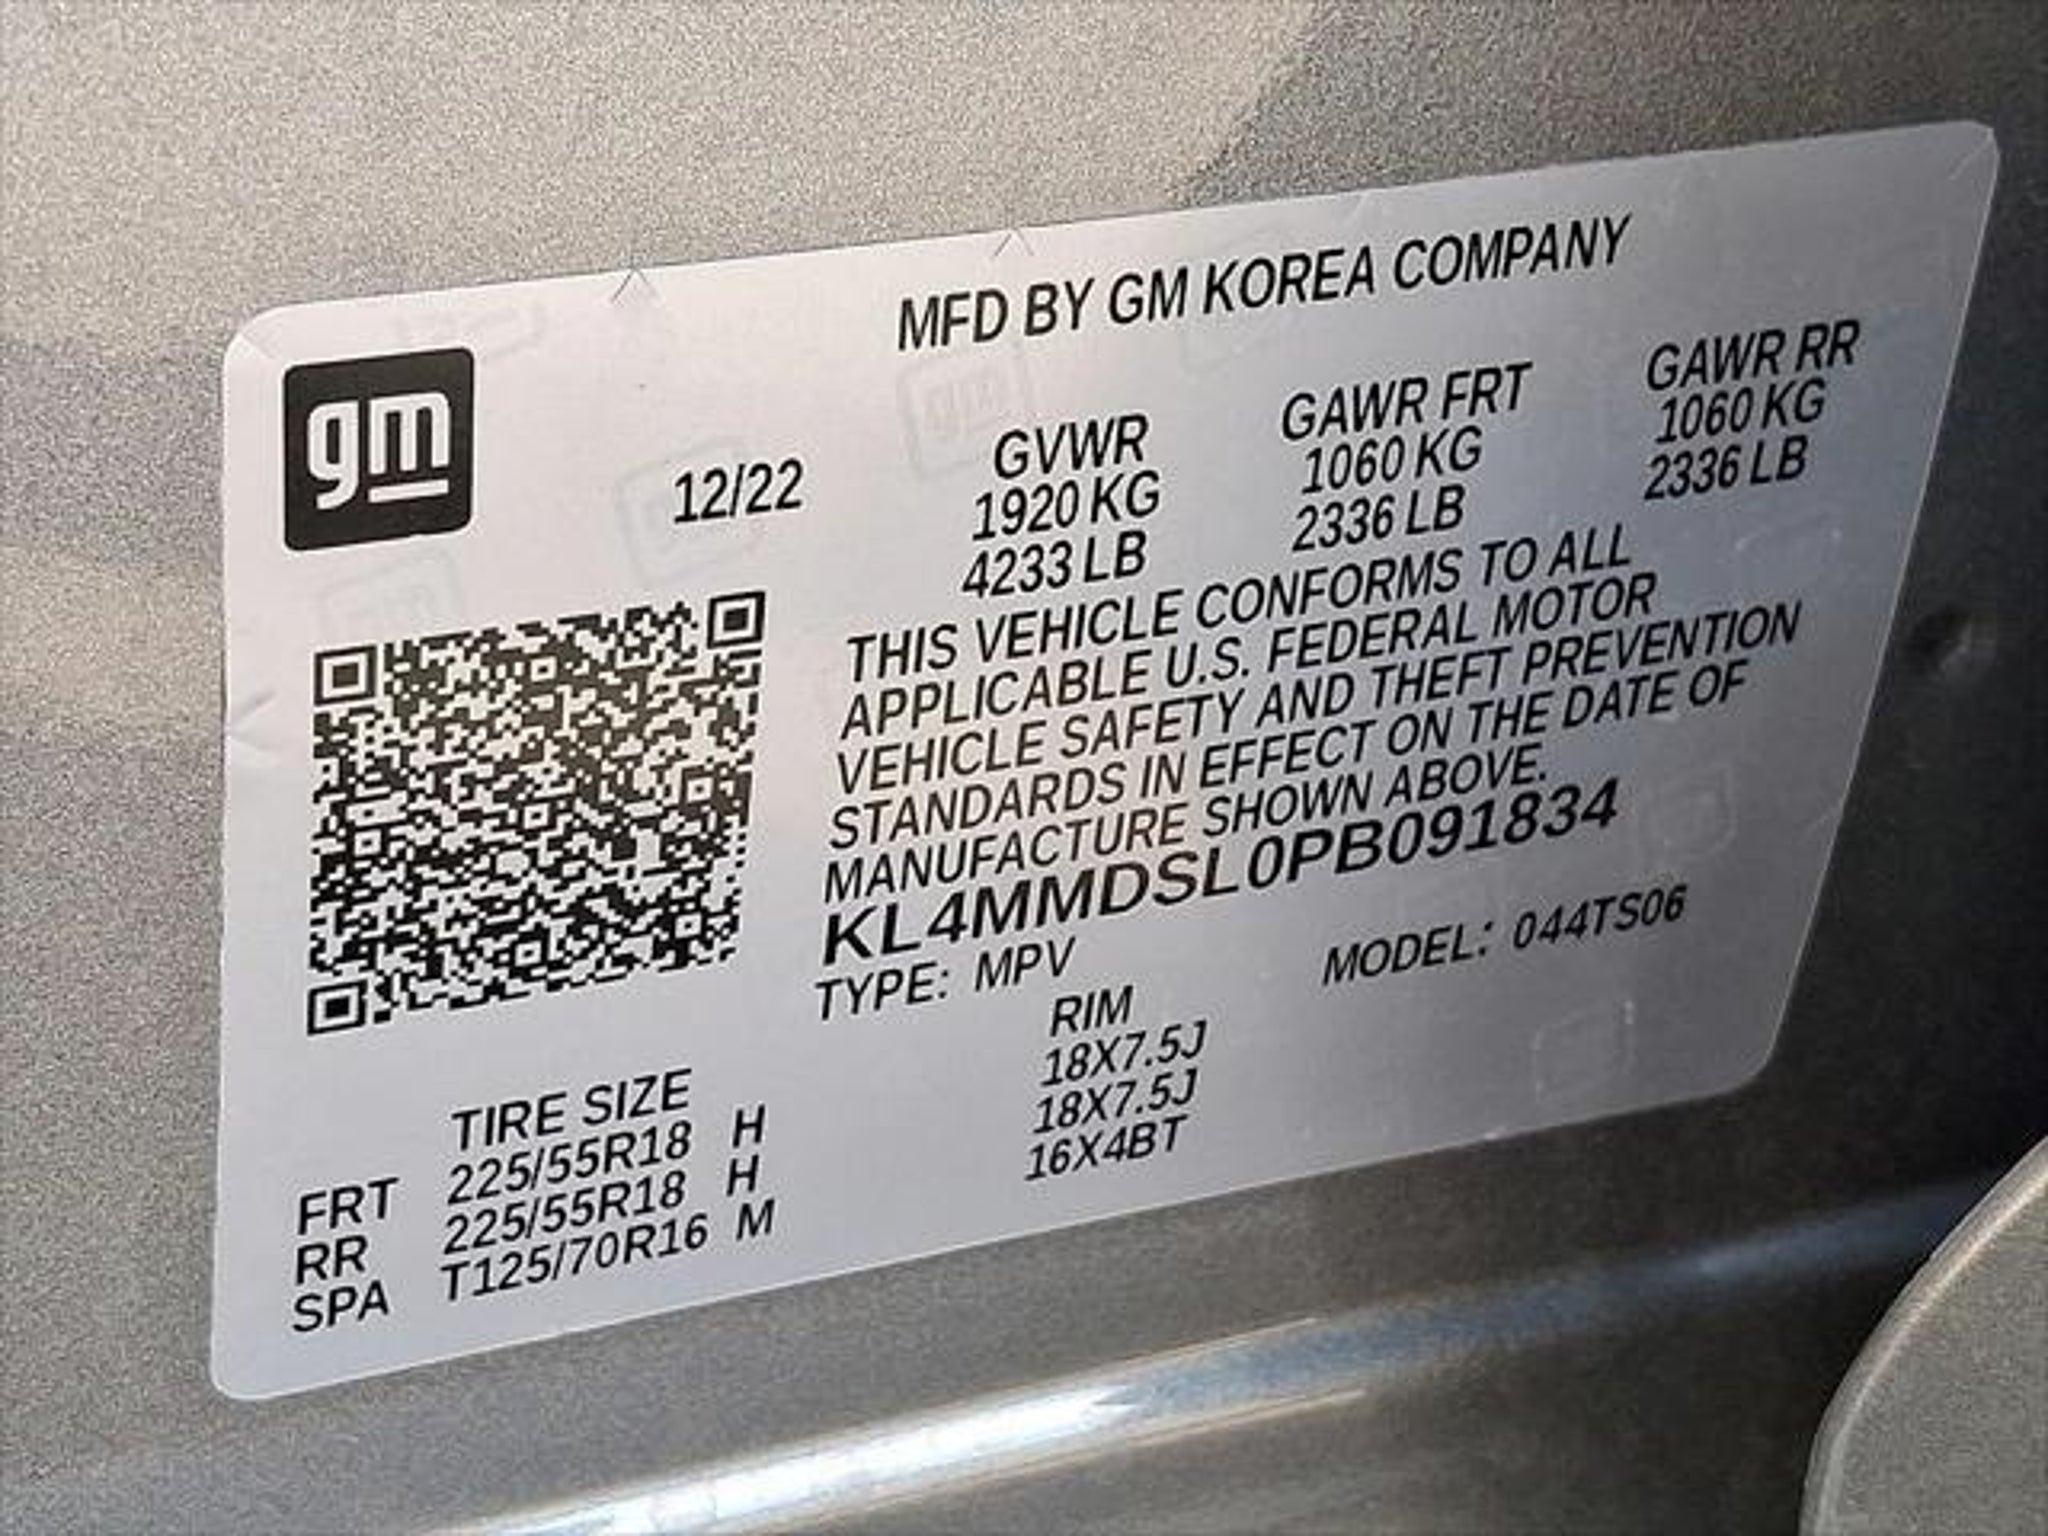 MFD BY GM KOREA COMPANY
gm
12/22
GVWR GAWR FRT GAWR RR
1920 KG 1060 KG 1060 KG
4233 LB 2336 LB 2336 LB
THIS VEHICLE CONFORMS TO ALL
APPLICABLE U.S. FEDERAL MOTOR
VEHICLE SAFETY AND THEFT PREVENTION
STANDARDS IN EFFECT ON THE DATE OF
MANUFACTURE SHOWN ABOVE.
KL4MMDSL0PB091834
TYPE: MPV MODEL: 044TS06
TIRE SIZE RIM
FRT 225/55R18 H 18X7.5J
RR 225/55R18 H 18X7.5J
SPA T125/70R16 M 16X4BT